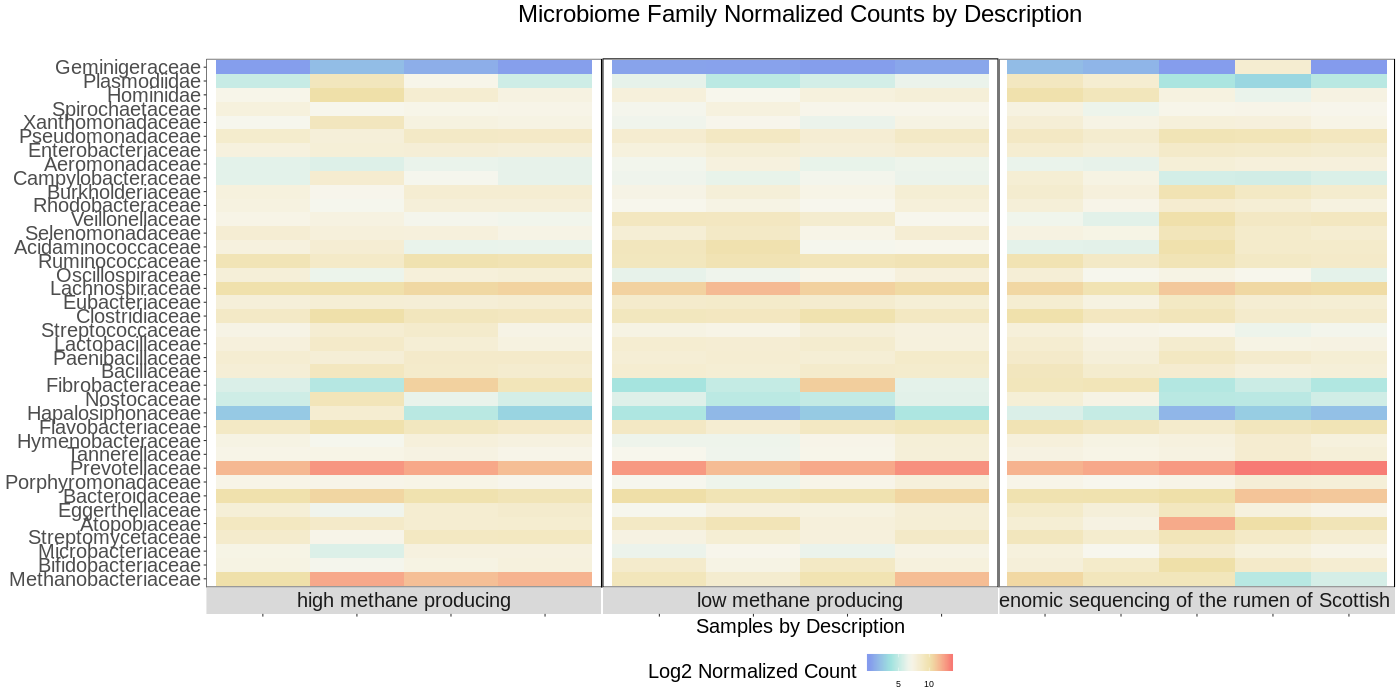 Microbiome Family Normalized Counts by Description
Geminigeraceae
Plasmodiidae
Hominidae
Spirochaetaceae
Xanthomonadaceae
Pseudomonadaceae
Enterobacteriaceae
Aeromonadaceae
Campylobacteraceae
Burkholderiaceae
Rhodobacteraceae
Veillonellaceae
Selenomonadaceae
Acidaminococcaceae
Ruminococcaceae
Oscillospiraceae
Lachnospiraceae
Eubacteriaceae
Clostridiaceae
Streptococcaceae
Lactobacillaceae
Paenibacillaceae
Bacillaceae
Fibrobacteraceae
Nostocaceae
Hapalosiphonaceae
Flavobacteriaceae
Hymenobacteraceae
Tannerellaceae
Prevotellaceae
Porphyromonadaceae
Bacteroidaceae
Eggerthellaceae
Atopobiaceae
Streptomycetaceae
Microbacteriaceae
Bifidobacteriaceae
Methanobacteriaceae
high methane producing low methane producing enomic sequencing of the rumen of Scottish
Samples by Description
Log2 Normalized Count
5 10